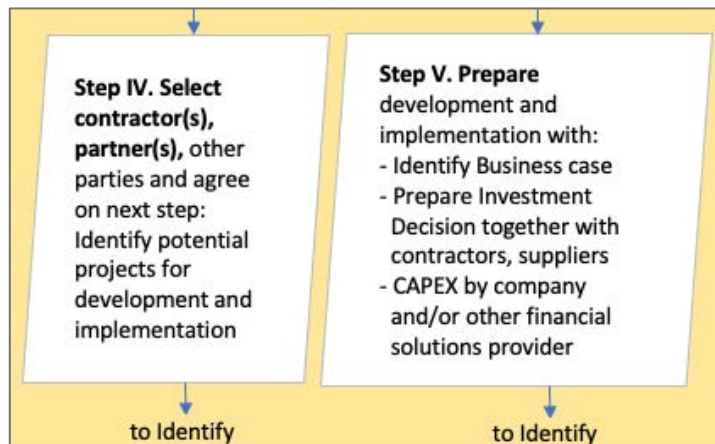 Step IV. Select
contractor(s),
partner(s), other
parties and agree
on next step:
Identify potential
projects for
development and
implementation
to Identify
Step V. Prepare
development and
implementation with:
- Identify Business case
- Prepare Investment
Decision together with
contractors, suppliers
- CAPEX by company
and/or other financial
solutions provider
to Identify